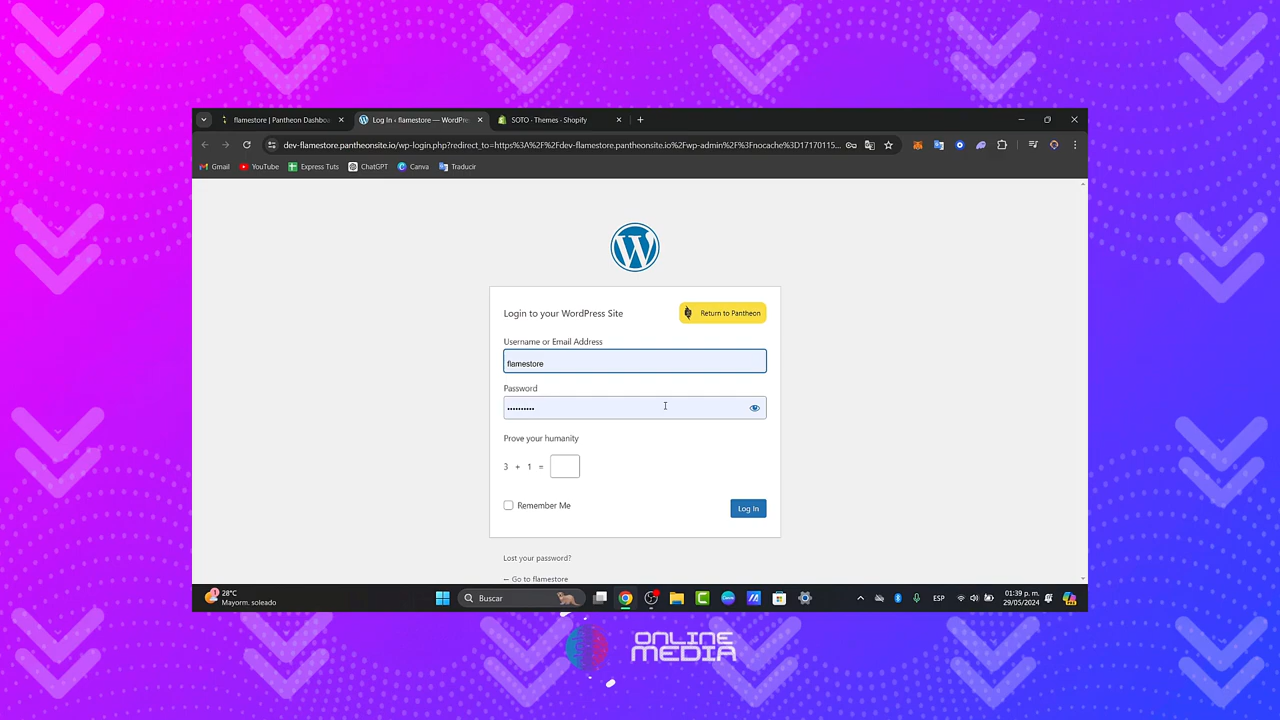 flamestore | Pantheon Dashbo
Log In ‹ flamestore — WordPre
SOTO · Themes · Shopify
dev-flamestore.pantheonsite.io/wp-login.php?redirect_to=https%3A%2F%2Fdev-flamestore.pantheonsite.io%2Fwp-admin%2F%3Fnocache%3D17170115...
Gmail
YouTube
Express Tuts
ChatGPT
Canva
Traducir
Login to your WordPress Site
Return to Pantheon
Username or Email Address
flamestore
Password
Prove your humanity
3 + 1 =
Remember Me
Log In
Lost your password?
← Go to flamestore
28°C
Mayorm. soleado
Buscar
ESP
01:39 p. m.
29/05/2024
ONLINE
MEDIA